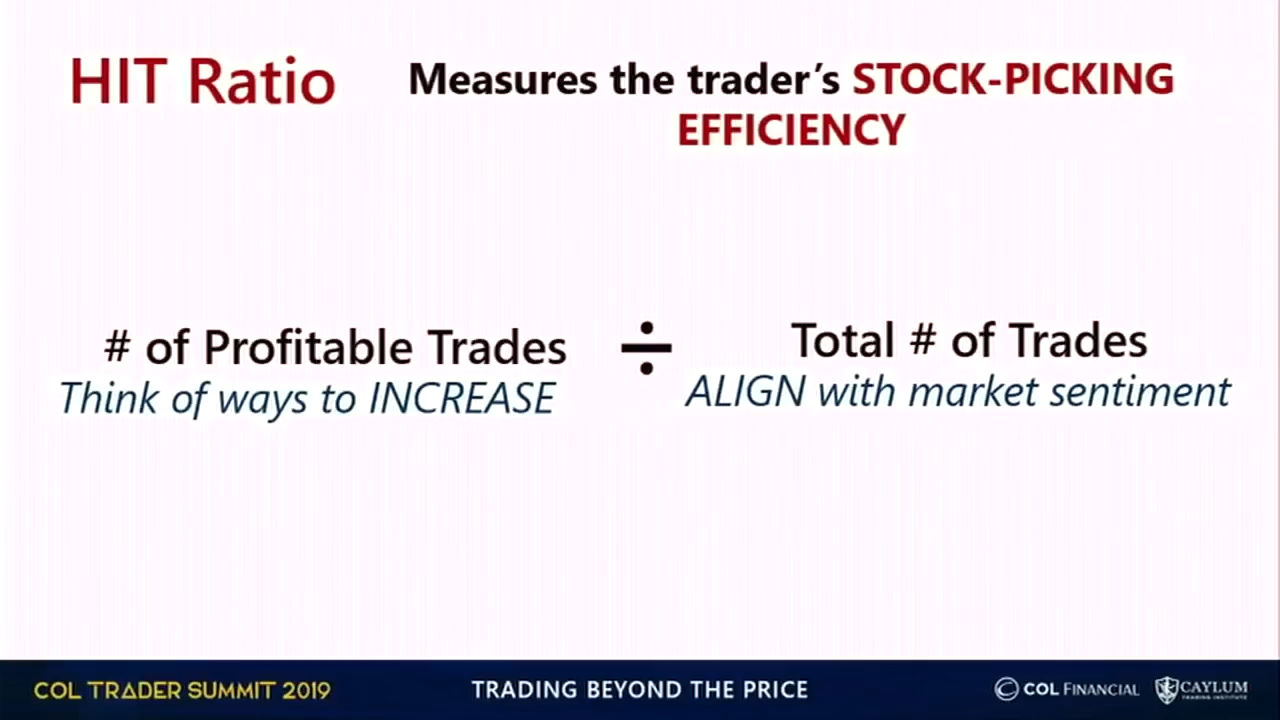 HIT Ratio
Measures the trader's STOCK-PICKING
EFFICIENCY
# of Profitable Trades
Think of ways to INCREASE
÷
Total # of Trades
ALIGN with market sentiment
COL TRADER SUMMIT 2019
TRADING BEYOND THE PRICE
COL FINANCIAL
CAYLUM
TRADING INSTITUTE